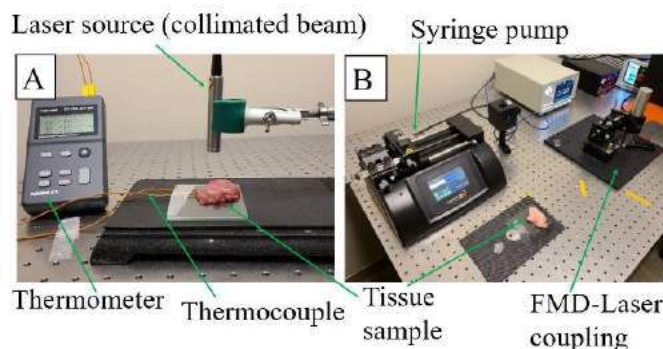 Laser source (collimated beam)
Syringe pump
A
B
Thermometer
Thermocouple
Tissue
sample
FMD-Laser
coupling